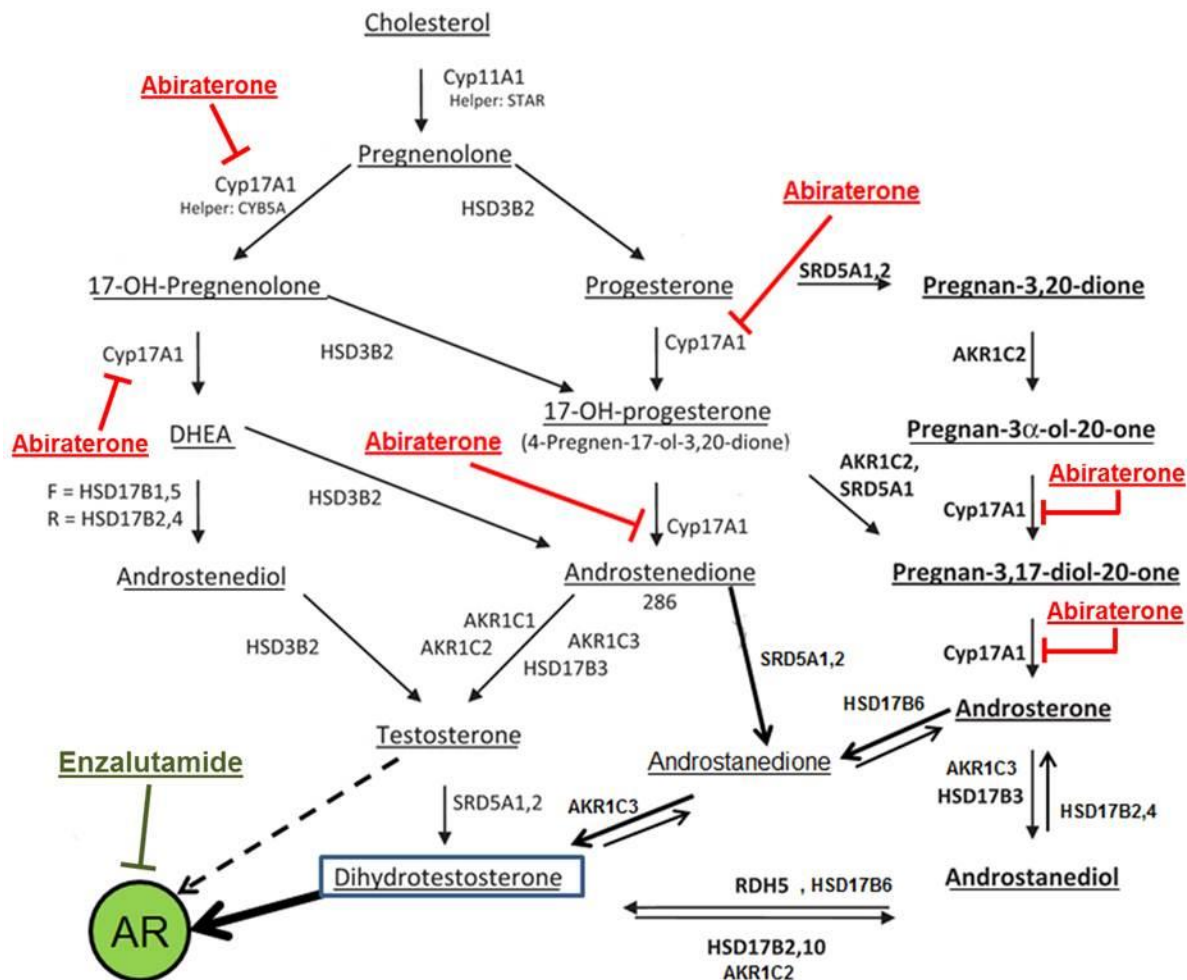 Cholesterol
Abiraterone
Cyp11A1
Helper: STAR
Pregnenolone
Cyp17A1
Helper: CYB5A
HSD3B2
Abiraterone
17-OH-Pregnenolone
Progesterone
SRD5A1,2
Pregnan-3,20-dione
Cyp17A1
HSD3B2
Cyp17A1
AKR1C2
Abiraterone
DHEA
Abiraterone
17-OH-progesterone
(4-Pregnen-17-ol-3,20-dione)
Pregnan-3α-ol-20-one
F = HSD17B1,5
R = HSD17B2,4
HSD3B2
Cyp17A1
AKR1C2,
SRD5A1
Cyp17A1
Abiraterone
Androstenediol
Androstenedione
286
Pregnan-3,17-diol-20-one
HSD3B2
AKR1C1
AKR1C2
AKR1C3
HSD17B3
SRD5A1,2
Cyp17A1
Abiraterone
Testosterone
Androstanedione
HSD17B6
Androsterone
Enzalutamide
SRD5A1,2
AKR1C3
AKR1C3
HSD17B3
HSD17B2,4
Dihydrotestosterone
RDH5 , HSD17B6
Androstanediol
AR
HSD17B2,10
AKR1C2